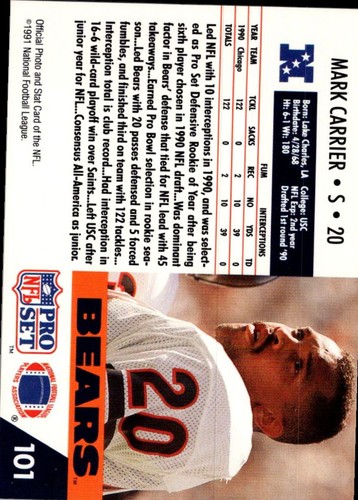 MARK CARRIER • S • 20
Born: Lake Charles, LA College: USC
Birthdate: 4/28/68 NFL Exp: 2nd year
Ht: 6-1 Wt: 180 Drafted 1st round '90
N
FUM INTERCEPTIONS
YEAR TEAM TCKL SACKS REC NO YDS TD
1990 Chicago 122 0 2 10 39 0
TOTALS 122 0 2 10 39 0
Led NFL with 10 interceptions in 1990, and was select-
ed as Pro Set Defensive Rookie of Year after being
sixth player chosen in 1990 NFL draft...Was dominant
factor in Bears' defense that tied for NFL lead with 45
takeaways...Earned Pro Bowl selection in rookie sea-
son...Led Bears with 20 passes defensed and 5 forced
fumbles, and finished third on team with 122 tackles...
Interception total is club record...Had interception in
16-6 wild-card playoff win over Saints...Left USC after
junior year for NFL...Consensus All-America as junior.
Official Photo and Stat Card of the NFL.
©1991 National Football League.
20
BEARS
PRO
NFL
SET
TM
NATIONAL FOOTBALL LEAGUE
PLAYERS
ASSOCIATION
®
101